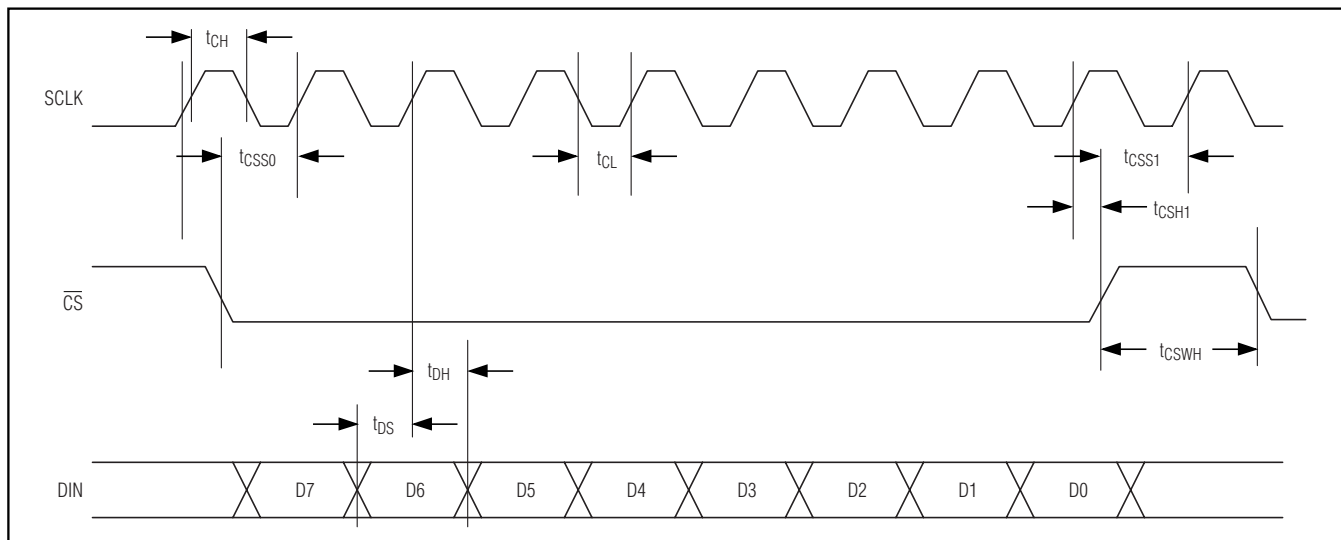 tCH
SCLK
tCSS0
tCL
tCSS1
tCSH1
CS
tCSWH
tDH
tDS
DIN
D7
D6
D5
D4
D3
D2
D1
D0